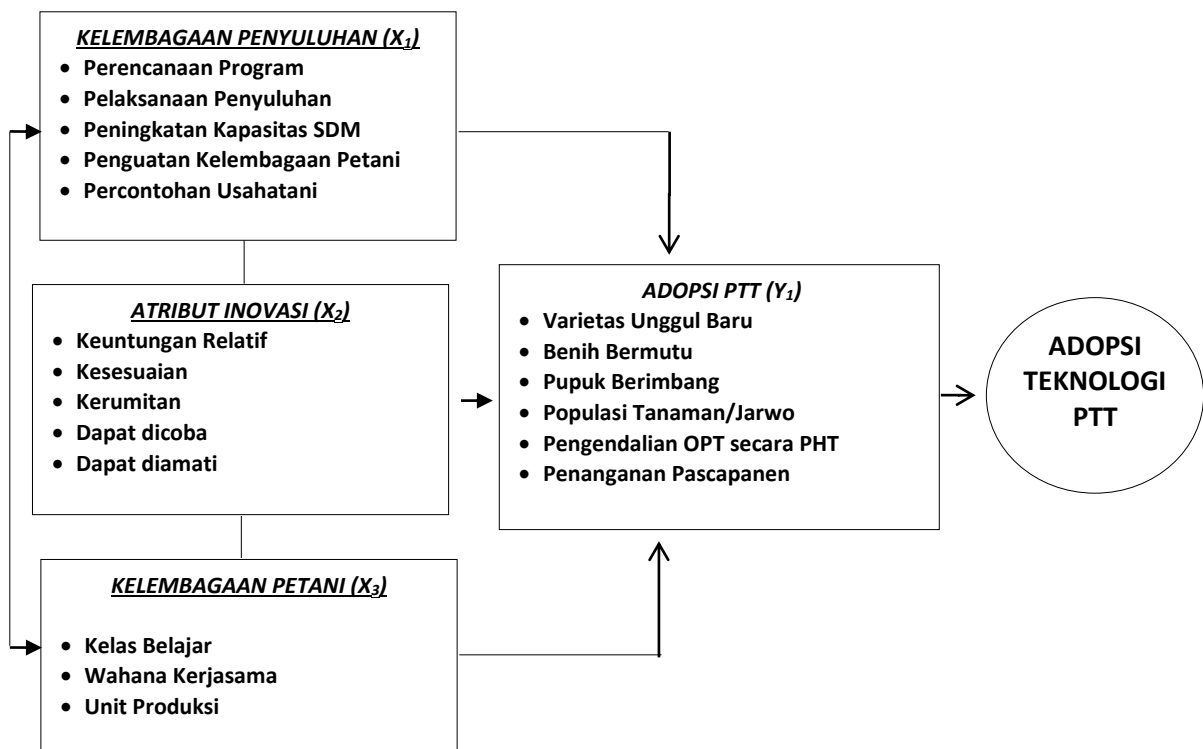 KELEMBAGAAN PENYULUHAN (X1)
• Perencanaan Program
• Pelaksanaan Penyuluhan
• Peningkatan Kapasitas SDM
• Penguatan Kelembagaan Petani
• Percontohan Usahatani
ATRIBUT INOVASI (X2)
• Keuntungan Relatif
• Kesesuaian
• Kerumitan
• Dapat dicoba
• Dapat diamati
KELEMBAGAAN PETANI (X3)
• Kelas Belajar
• Wahana Kerjasama
• Unit Produksi
ADOPSI PTT (Y1)
• Varietas Unggul Baru
• Benih Bermutu
• Pupuk Berimbang
• Populasi Tanaman/Jarwo
• Pengendalian OPT secara PHT
• Penanganan Pascapanen
ADOPSI
TEKNOLOGI
PTT